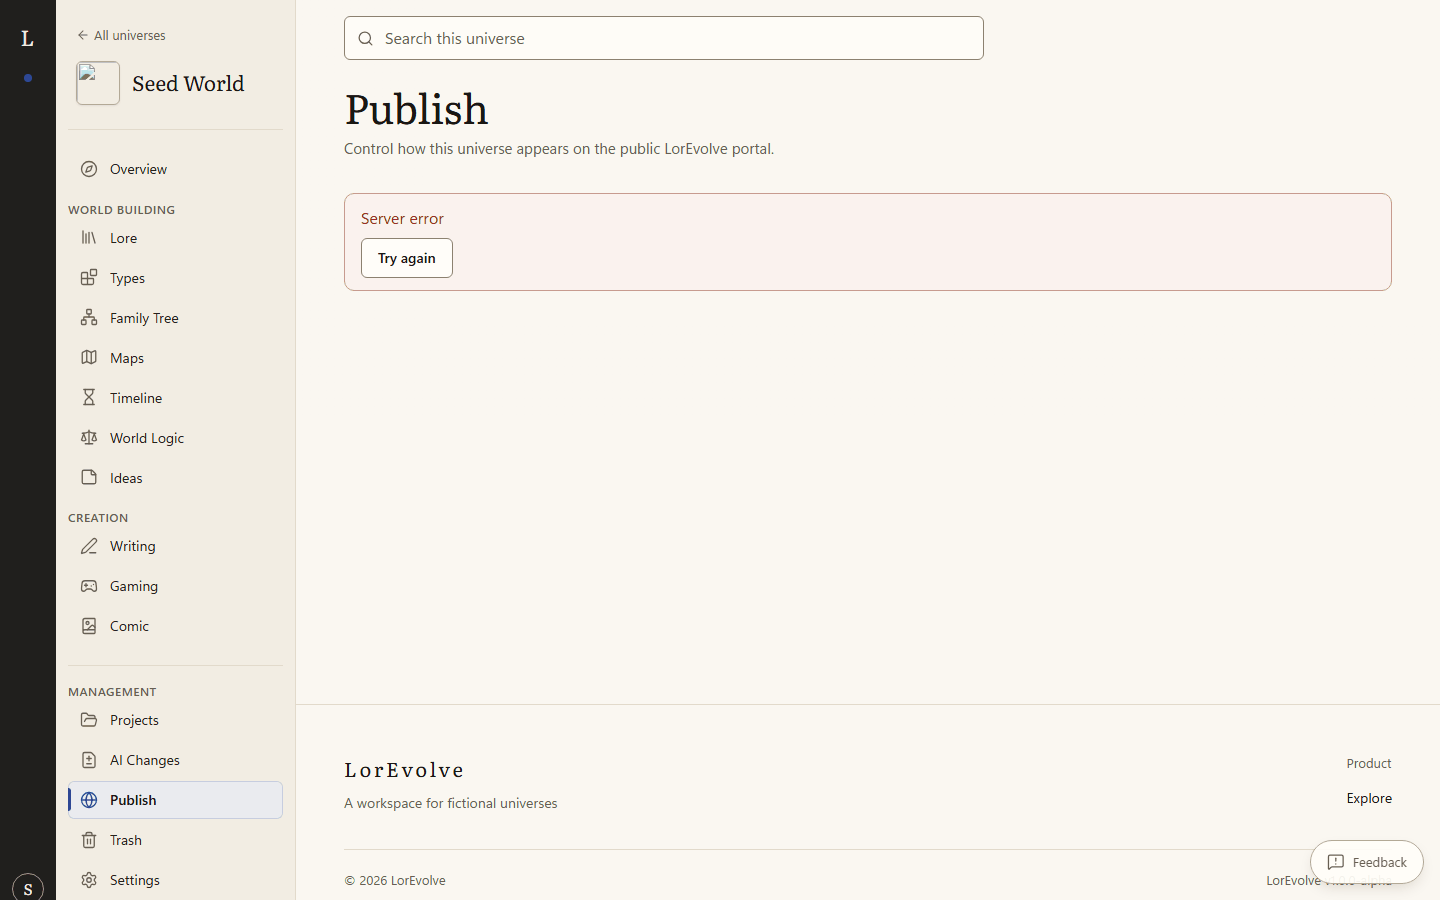 L
All universes
Seed World
Overview
WORLD BUILDING
Lore
Types
Family Tree
Maps
Timeline
World Logic
Ideas
CREATION
Writing
Gaming
Comic
MANAGEMENT
Projects
AI Changes
Publish
Trash
Settings
S
Search this universe
Publish
Control how this universe appears on the public LorEvolve portal.
Server error
Try again
LorEvolve
A workspace for fictional universes
Product
Explore
© 2026 LorEvolve
LorEvolve
Feedback